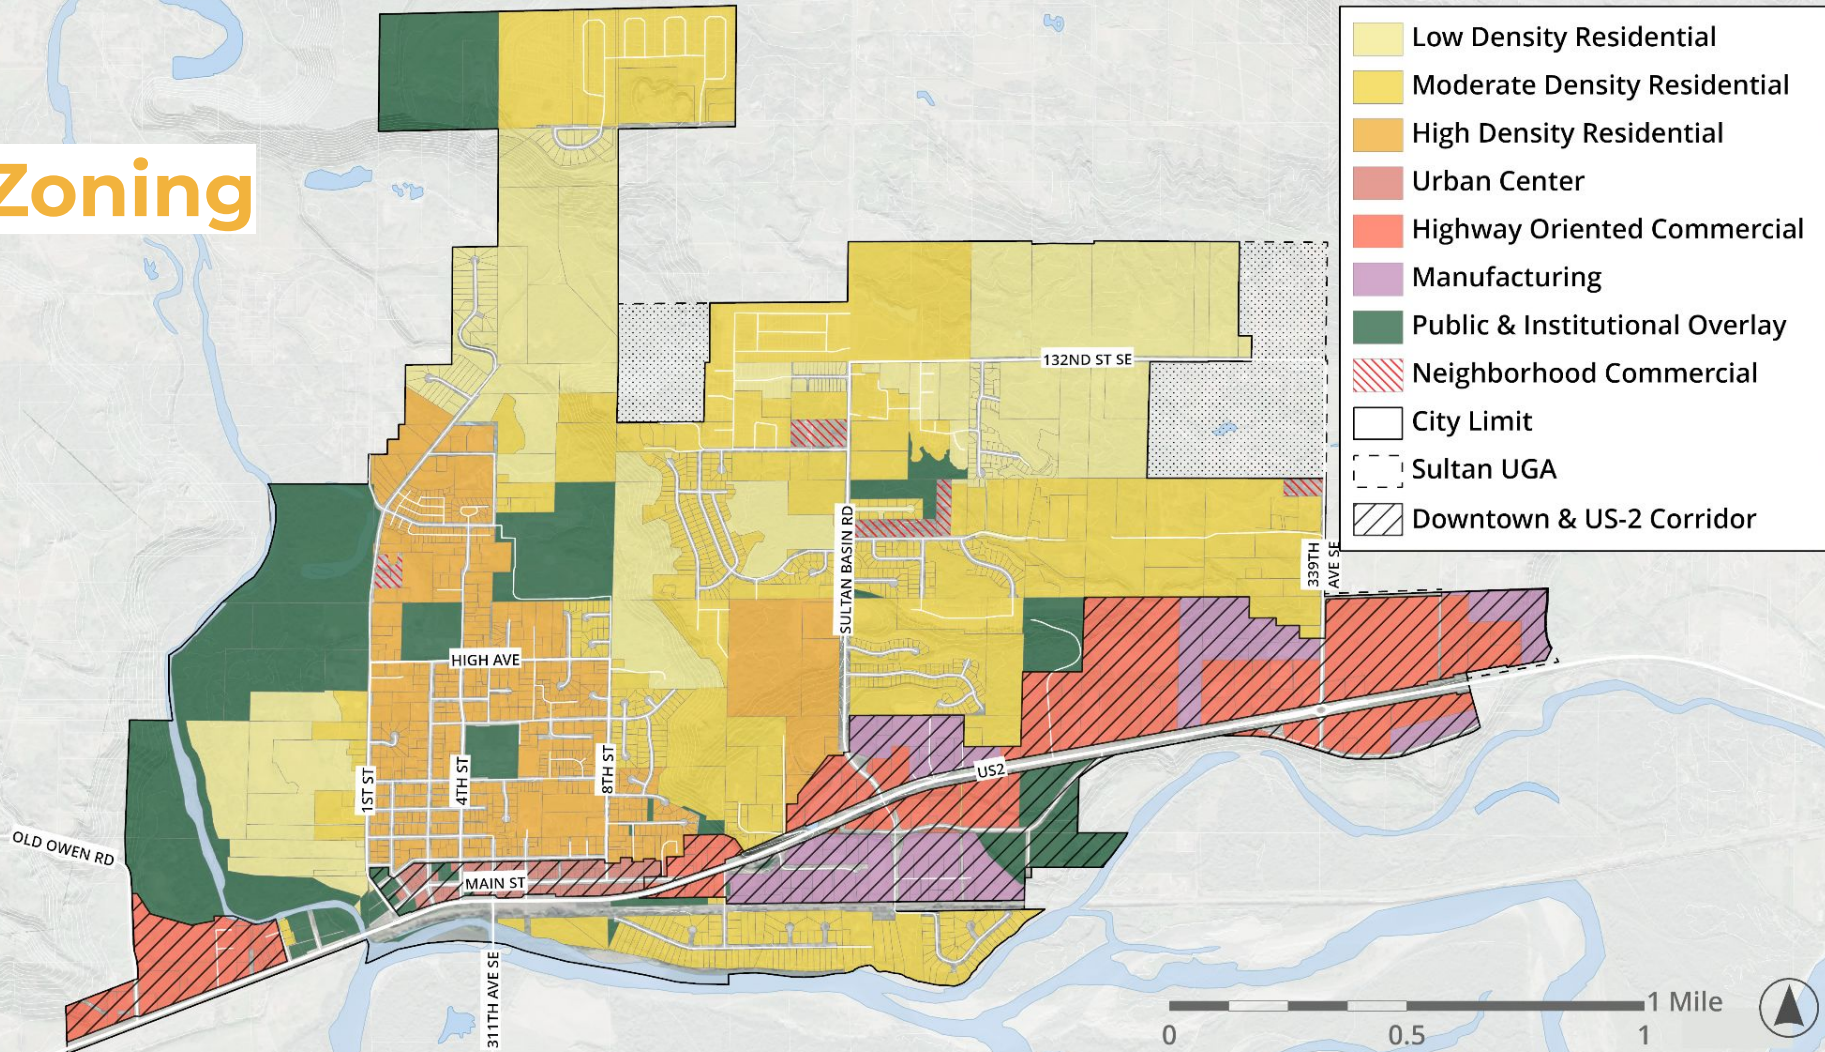 Zoning
Low Density Residential
Moderate Density Residential
High Density Residential
Urban Center
Highway Oriented Commercial
Manufacturing
Public & Institutional Overlay
Neighborhood Commercial
City Limit
Sultan UGA
Downtown & US-2 Corridor
132ND ST SE
SULTAN BASIN RD
339TH
AVE SE
HIGH AVE
1ST ST
4TH ST
8TH ST
US2
OLD OWEN RD
MAIN ST
311TH AVE SE
1 Mile
0
0.5
1